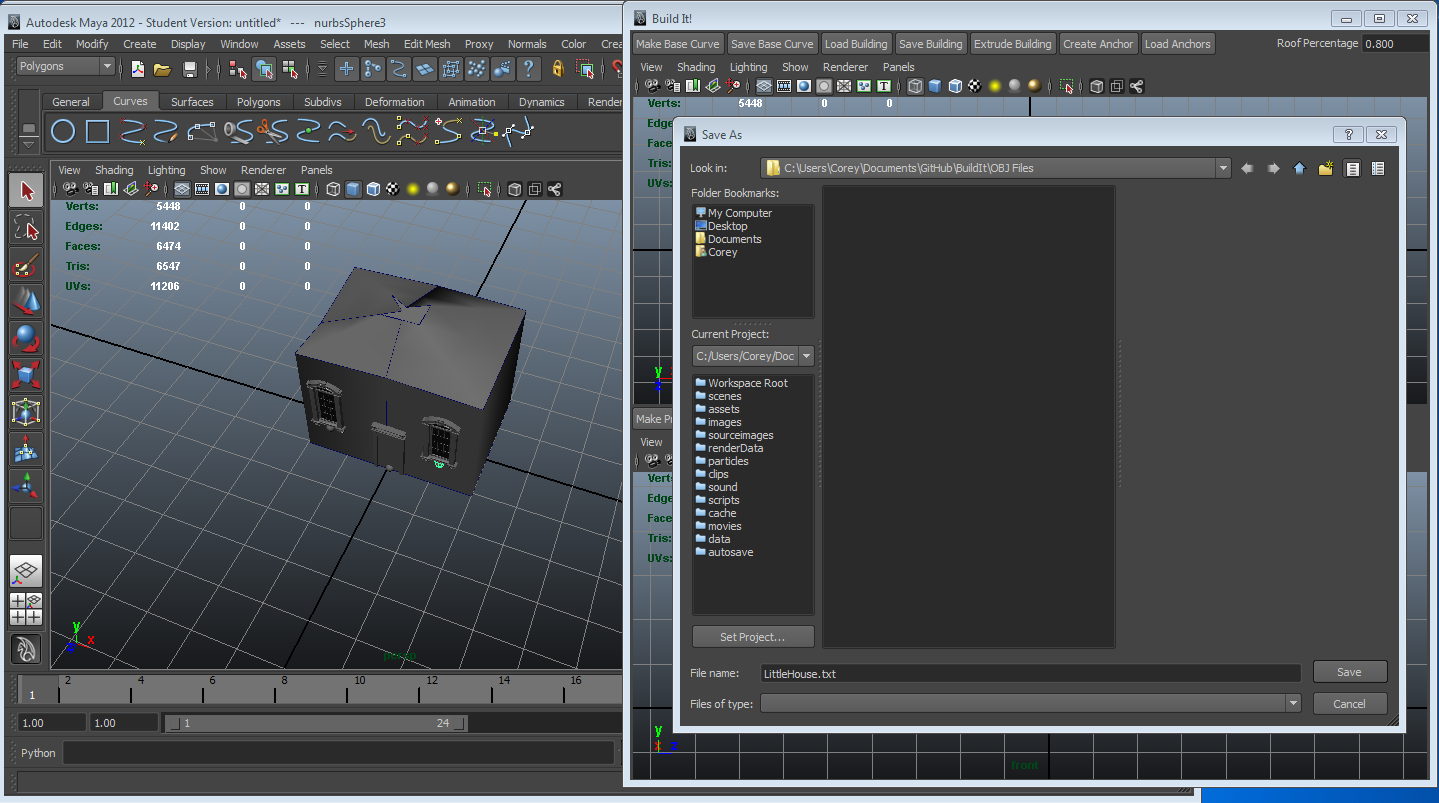 Autodesk Maya 2012 - Student Version: untitled* --- nurbsSphere3
File Edit Modify Create Display Window Assets Select Mesh Edit Mesh Proxy Normals Color Crea
Polygons
General Curves Surfaces Polygons Subdivs Deformation Animation Dynamics Render
View Shading Lighting Show Renderer Panels
Verts: 5448 0 0
Edges: 11402 0 0
Faces: 6474 0 0
Tris: 6547 0 0
UVs: 11206 0 0
y
x
z
persp
1 2 4 6 8 10 12 14 16
1.00 1.00 1 24
Python
Build It!
Make Base Curve Save Base Curve Load Building Save Building Extrude Building Create Anchor Load Anchors Roof Percentage 0.800
View Shading Lighting Show Renderer Panels
Verts: 5448 0 0
Edge
Face
Tris:
UVs:
y
Make Pr
View
Vert
Edge
Face
Tris:
UVs:
y
x z
front
Save As
Look in: C:\Users\Corey\Documents\GitHub\BuildIt\OBJ Files
Folder Bookmarks:
My Computer
Desktop
Documents
Corey
Current Project:
C:/Users/Corey/Doc
Workspace Root
scenes
assets
images
sourceimages
renderData
particles
clips
sound
scripts
cache
movies
data
autosave
Set Project...
File name: LittleHouse.txt Save
Files of type: Cancel